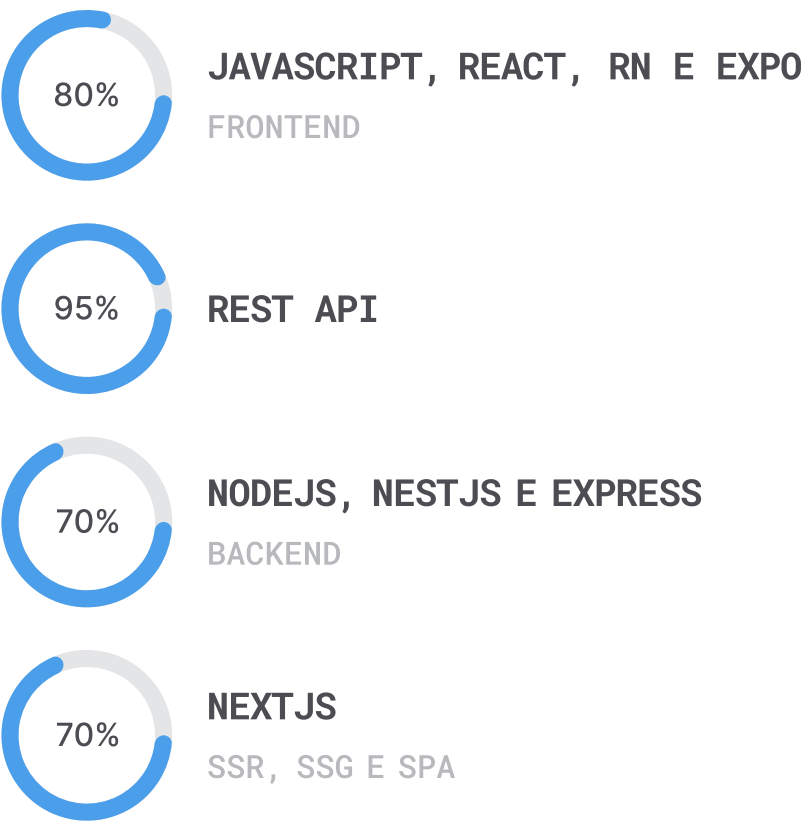 80%
JAVASCRIPT, REACT, RN E EXPO
FRONTEND
95%
REST API
70%
NODEJS, NESTJS E EXPRESS
BACKEND
70%
NEXTJS
SSR, SSG E SPA